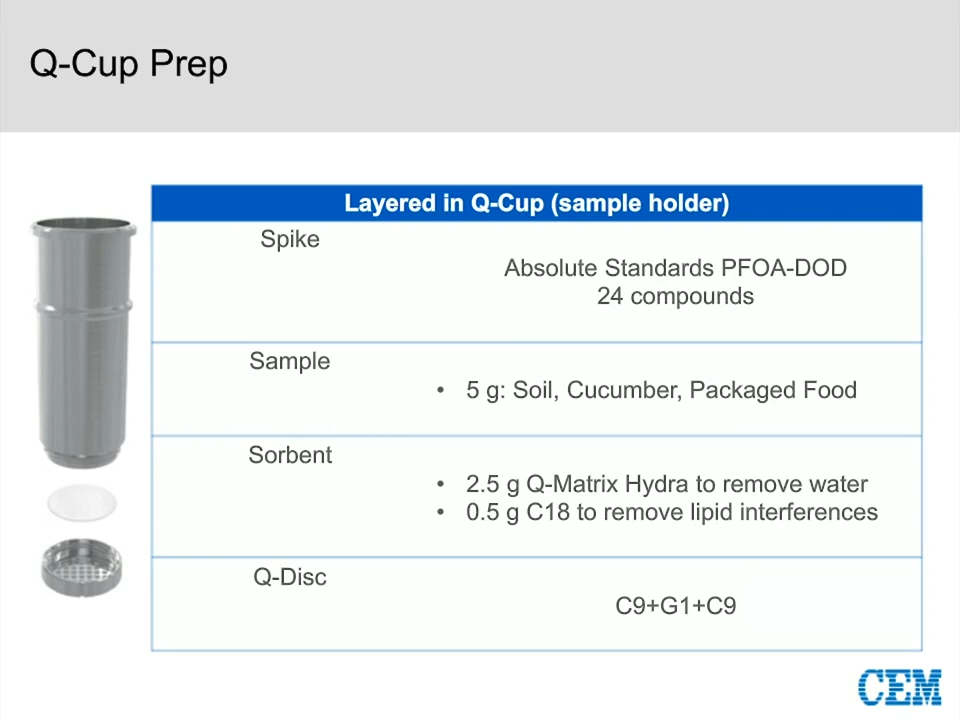 Q-Cup Prep
Layered in Q-Cup (sample holder)
Spike
Absolute Standards PFOA-DOD
24 compounds
Sample
• 5 g: Soil, Cucumber, Packaged Food
Sorbent
• 2.5 g Q-Matrix Hydra to remove water
• 0.5 g C18 to remove lipid interferences
Q-Disc
C9+G1+C9
CEM